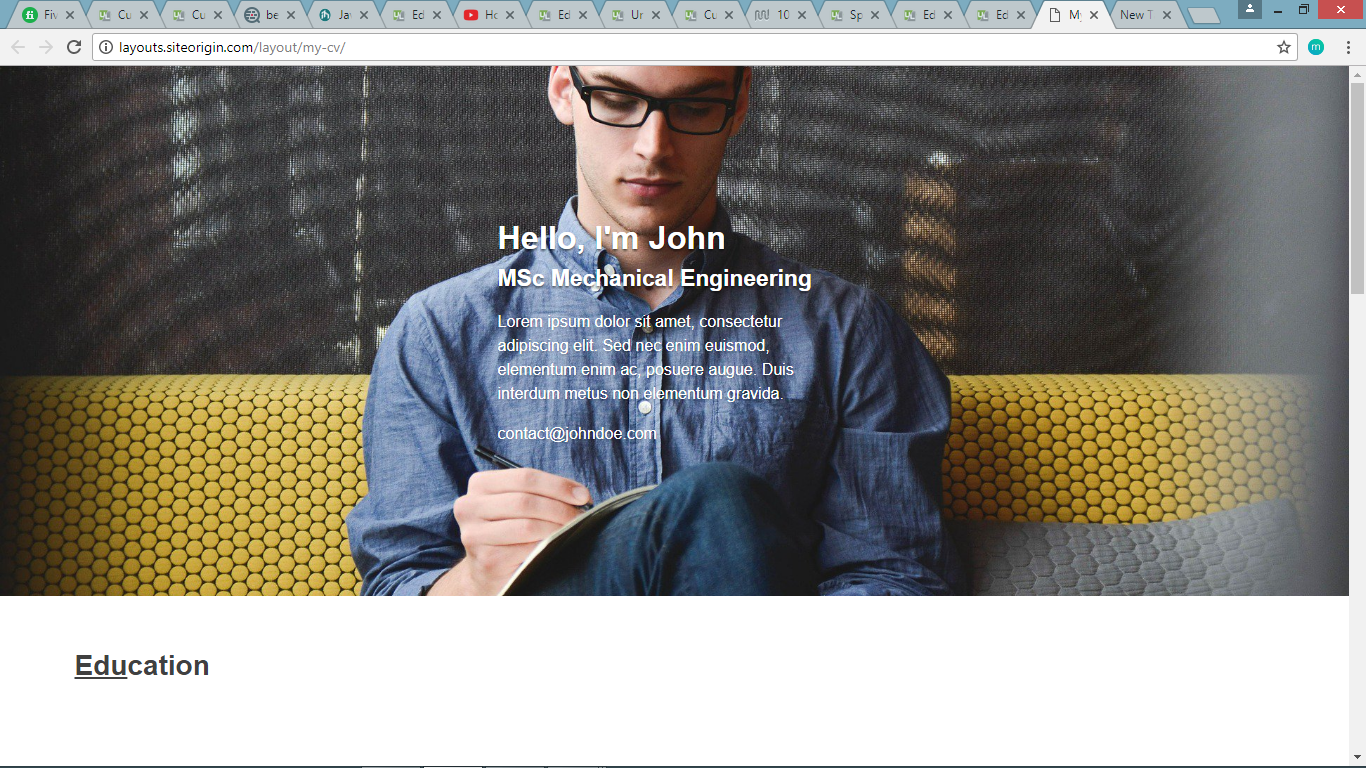 Fiv
Cu
Cu
be
Ja
Ed
Ho
Ed
Ur
Cu
10
Sp
Ed
Ed
My
New T
layouts.siteorigin.com/layout/my-cv/
m
Hello, I'm John
MSc Mechanical Engineering
Lorem ipsum dolor sit amet, consectetur
adipiscing elit. Sed nec enim euismod,
elementum enim ac, posuere augue. Duis
interdum metus non elementum gravida.
contact@johndoe.com
Education